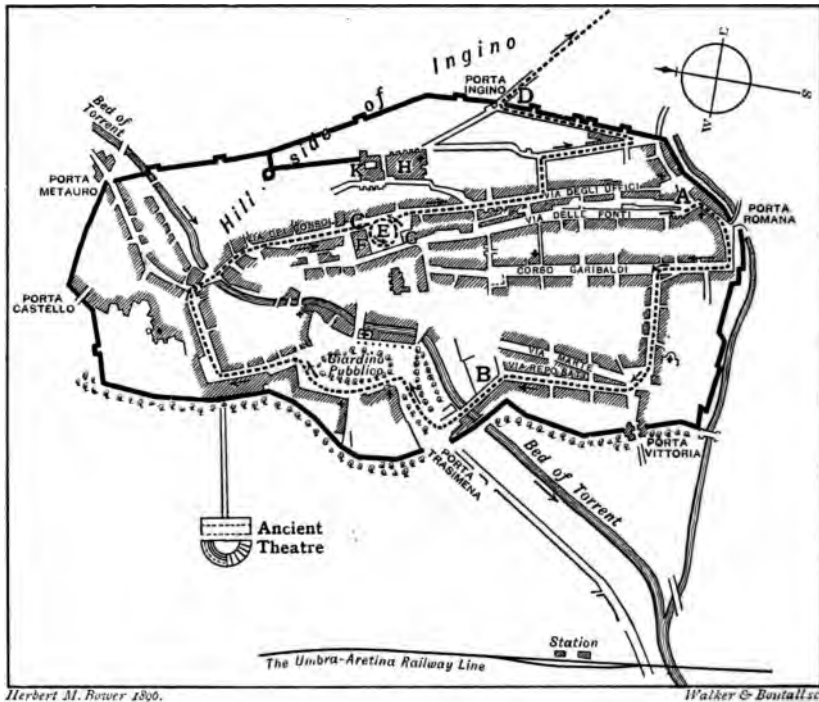 Ingino
PORTA
INGINO
D
E
S
W
Hill-side of
Bed of
Torrent
PORTA
METAURO
K
H
VIA DEGLI UFFICI
A
PORTA
ROMANA
C
E
F
G
VIA DELLE FONTI
CORSO GARIBALDI
PORTA
CASTELLO
Giardino
Pubblico
B
VIA
VIA
PORTA
VITTORIA
PORTA
TRASIMENA
Bed of Torrent
Ancient
Theatre
Station
The Umbra-Aretina Railway Line
Herbert M. Bower 1896.
Walker & Boutall sc